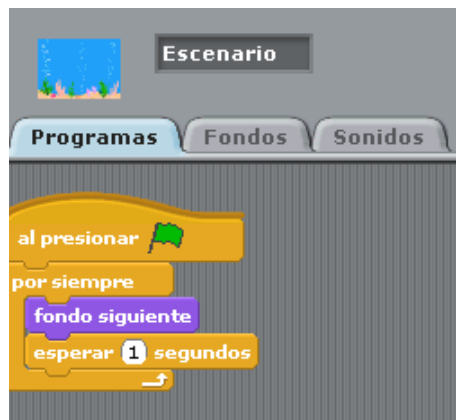 Escenario
Programas Fondos Sonidos
al presionar
por siempre
fondo siguiente
esperar 1 segundos